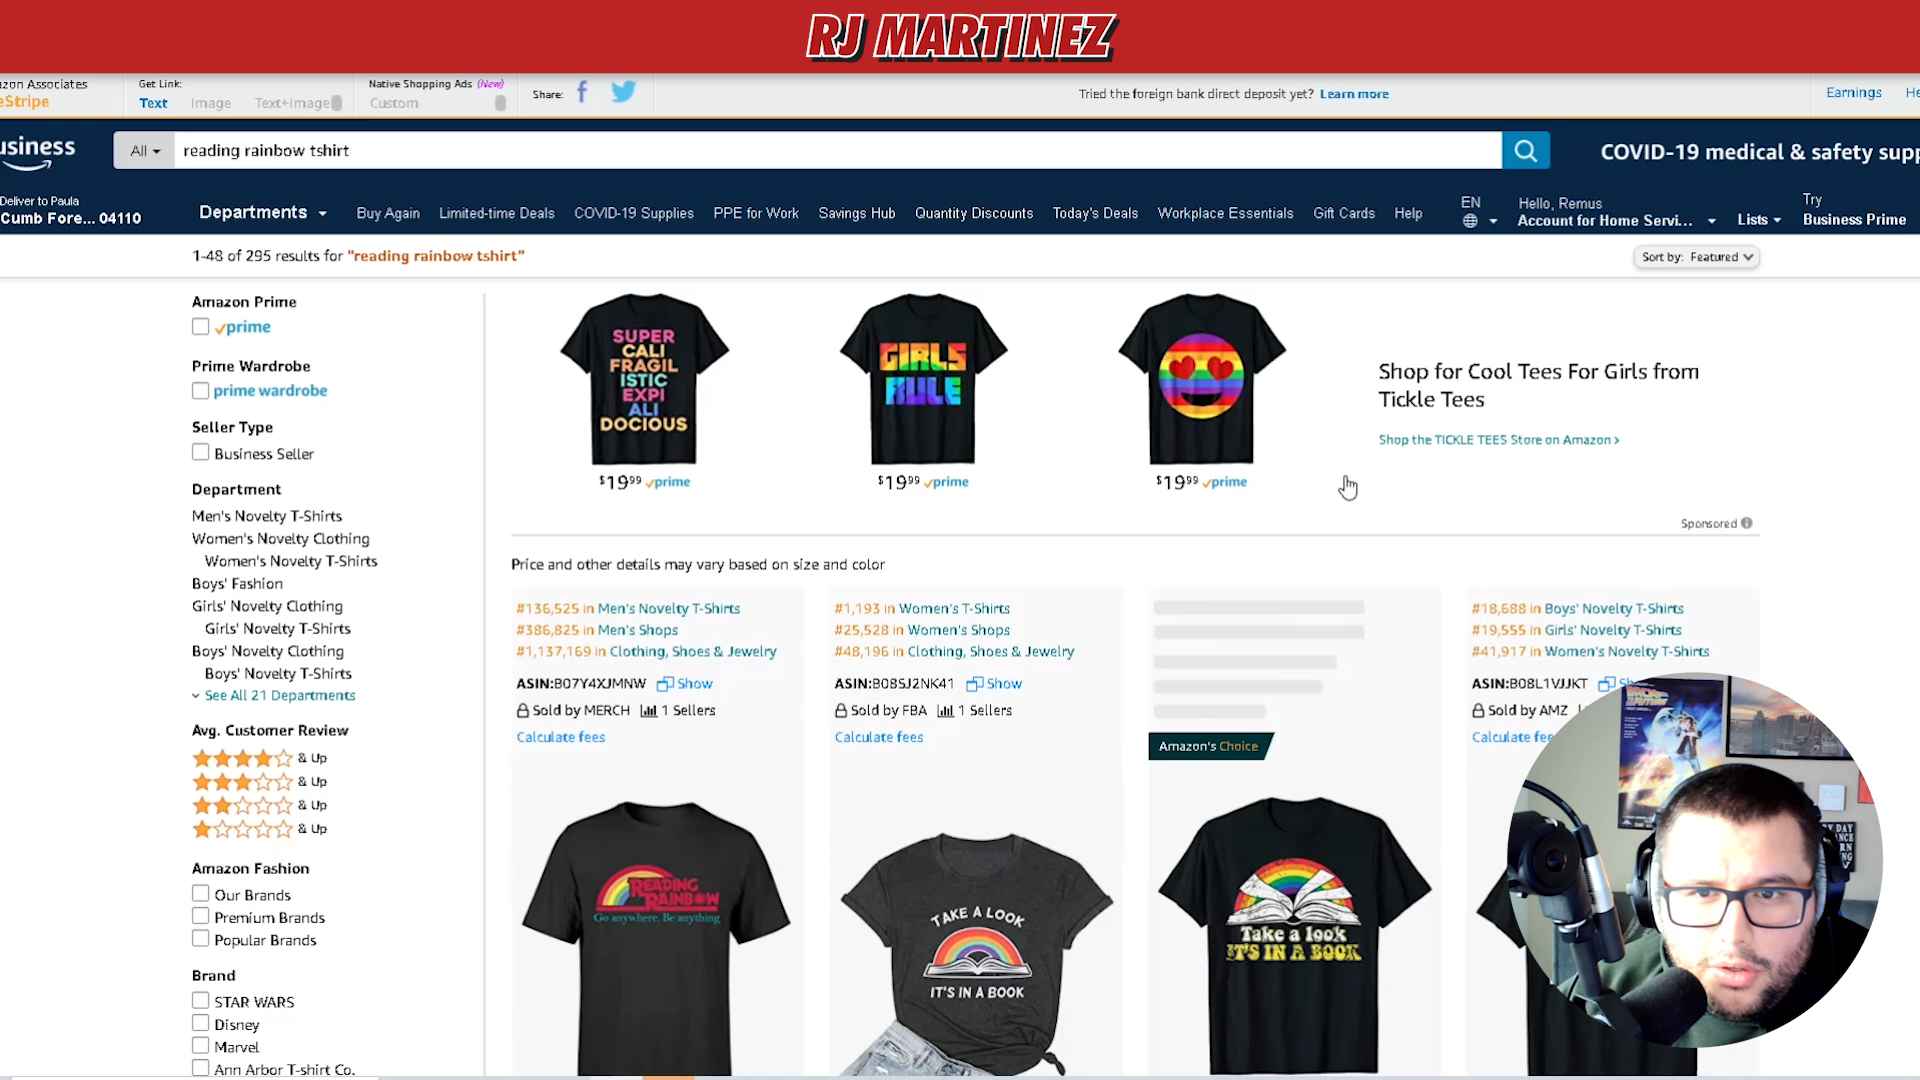 RJ MARTINEZ
zon Associates
eStripe
Get Link:
Text Image Text+Image
Native Shopping Ads (New)
Custom
Share:
Tried the foreign bank direct deposit yet? Learn more
Earnings He
usiness
All
reading rainbow tshirt
COVID-19 medical & safety supp
Deliver to Paula
Cumb Fore... 04110
Departments
Buy Again
Limited-time Deals
COVID-19 Supplies
PPE for Work
Savings Hub
Quantity Discounts
Today's Deals
Workplace Essentials
Gift Cards
Help
EN
Hello, Remus
Account for Home Servi...
Lists
Try
Business Prime
1-48 of 295 results for "reading rainbow tshirt"
Sort by: Featured
Amazon Prime
prime
Prime Wardrobe
prime wardrobe
Seller Type
Business Seller
Department
Men's Novelty T-Shirts
Women's Novelty Clothing
Women's Novelty T-Shirts
Boys' Fashion
Girls' Novelty Clothing
Girls' Novelty T-Shirts
Boys' Novelty Clothing
Boys' Novelty T-Shirts
See All 21 Departments
Avg. Customer Review
& Up
& Up
& Up
& Up
Amazon Fashion
Our Brands
Premium Brands
Popular Brands
Brand
STAR WARS
Disney
Marvel
Ann Arbor T-shirt Co.
SUPER
CALI
FRAGIL
ISTIC
EXPI
ALI
DOCIOUS
$19.99 prime
GIRLS
RULE
$19.99 prime
$19.99 prime
Shop for Cool Tees For Girls from
Tickle Tees
Shop the TICKLE TEES Store on Amazon ›
Sponsored
Price and other details may vary based on size and color
#136,525 in Men's Novelty T-Shirts
#386,825 in Men's Shops
#1,137,169 in Clothing, Shoes & Jewelry
ASIN:B07Y4XJMNW Show
Sold by MERCH 1 Sellers
Calculate fees
READING
RAINBOW
Go anywhere. Be anything
#1,193 in Women's T-Shirts
#25,528 in Women's Shops
#48,196 in Clothing, Shoes & Jewelry
ASIN:B08SJ2NK41 Show
Sold by FBA 1 Sellers
Calculate fees
TAKE A LOOK
IT'S IN A BOOK
Amazon's Choice
Take a look
IT'S IN A BOOK
#18,688 in Boys' Novelty T-Shirts
#19,555 in Girls' Novelty T-Shirts
#41,917 in Women's Novelty T-Shirts
ASIN:B08L1VJJKT Sh
Sold by AMZ
Calculate fee